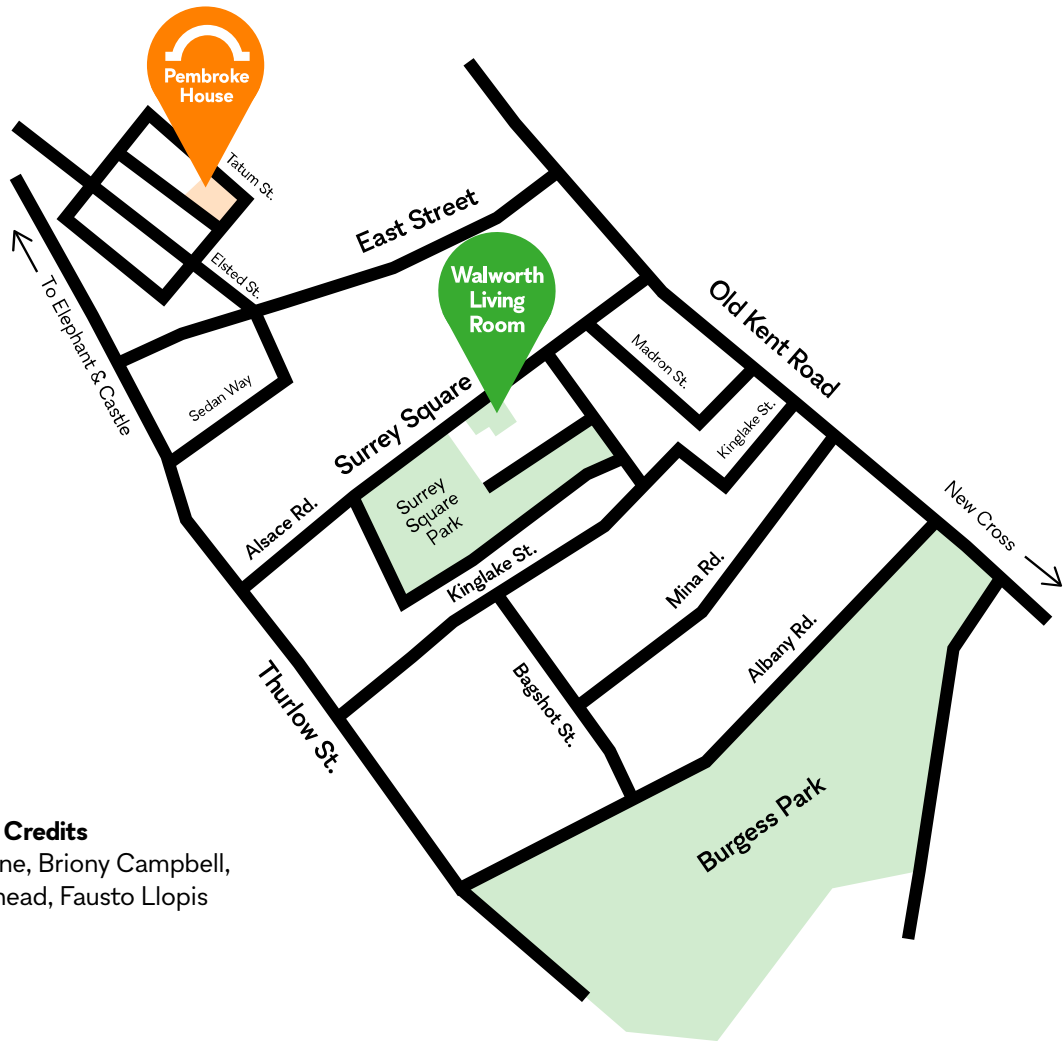 Pembroke
House
Tatum St.
East Street
Elsted St.
To Elephant & Castle
Walworth
Living
Room
Old Kent Road
Madron St.
Sedan Way
Surrey Square
Kinglake St.
Surrey
Square
Park
Alsace Rd.
New Cross
Kinglake St.
Mina Rd.
Albany Rd.
Bagshot St.
Thurlow St.
Burgess Park
Credits
Briony Campbell,
Fausto Llopis